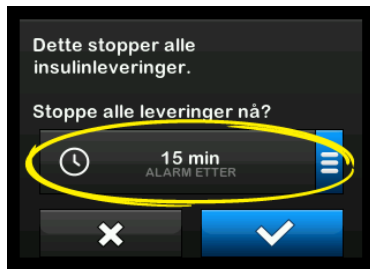 Dette stopper alle
insulinleveringer.
Stoppe alle leveringer nå?
15 min
ALARM ETTER